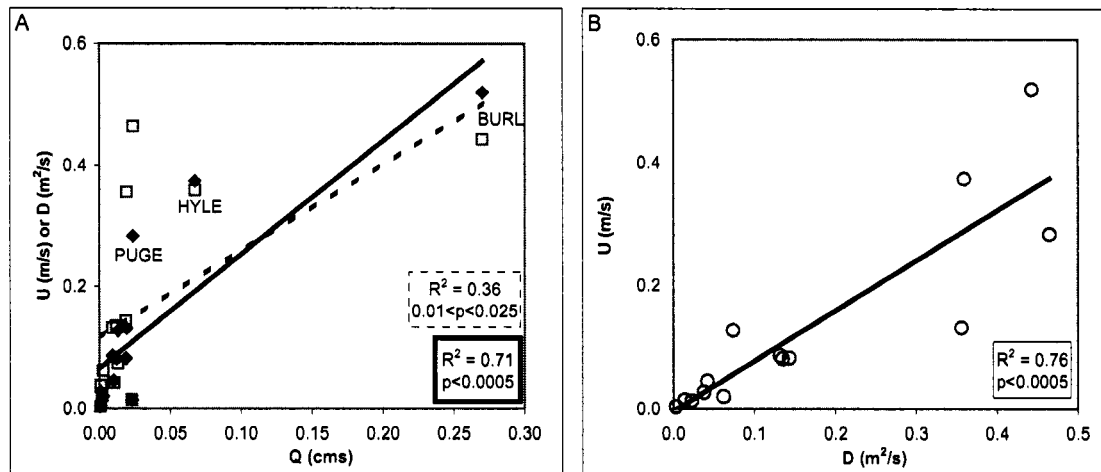 A
U (m/s) or D (m²/s)
0.6
0.4
0.2
0.0
BURL
HYLE
PUGE
R² = 0.36
0.01<p<0.025
R² = 0.71
p<0.0005
0.00 0.05 0.10 0.15 0.20 0.25 0.30
Q (cms)
B
U (m/s)
0.6
0.4
0.2
0.0
R² = 0.76
p<0.0005
0 0.1 0.2 0.3 0.4 0.5
D (m²/s)